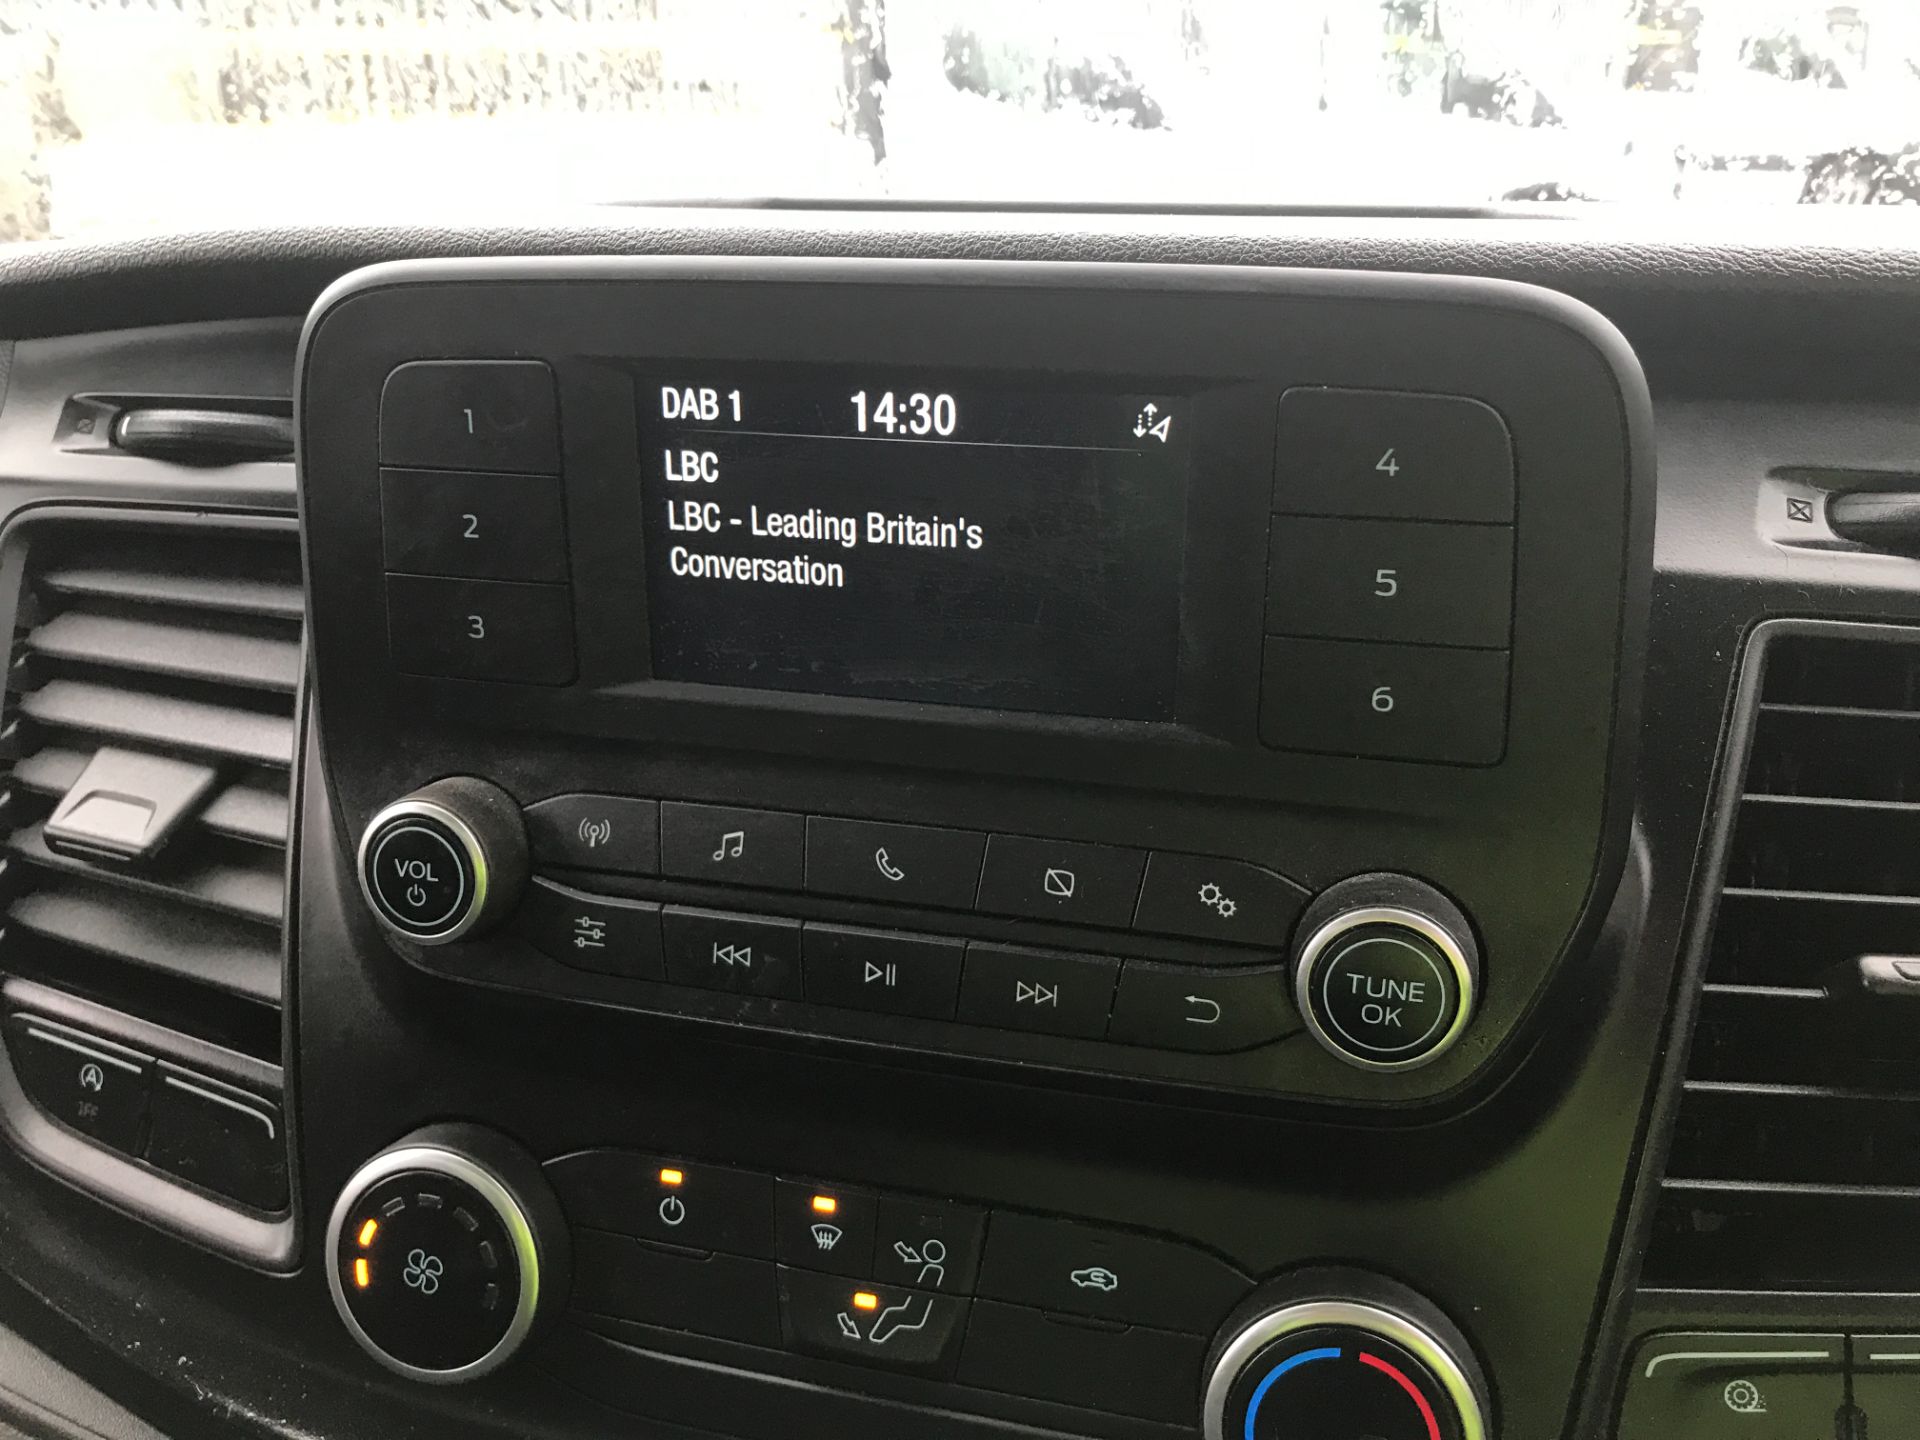 DAB 1 14:30
LBC
LBC - Leading Britain's
Conversation
1
2
3
4
5
6
VOL
TUNE
OK
A